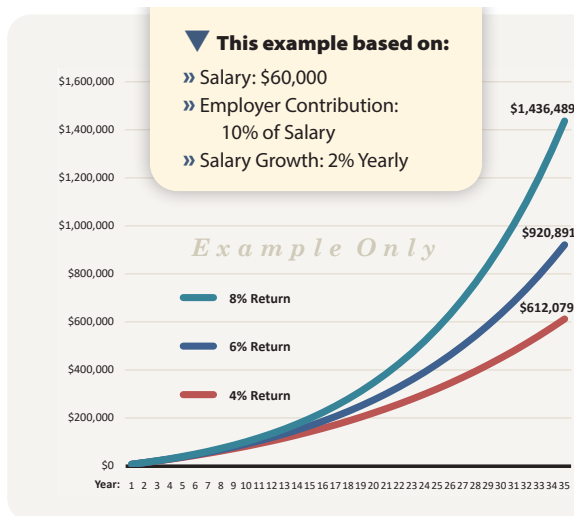 This example based on:
» Salary: $60,000
» Employer Contribution:
10% of Salary
» Salary Growth: 2% Yearly
$1,600,000
$1,400,000
$1,200,000
$1,000,000
$800,000
$600,000
$400,000
$200,000
$0
$1,436,489
$920,891
$612,079
Example Only
8% Return
6% Return
4% Return
Year: 1 2 3 4 5 6 7 8 9 10 11 12 13 14 15 16 17 18 19 20 21 22 23 24 25 26 27 28 29 30 31 32 33 34 35